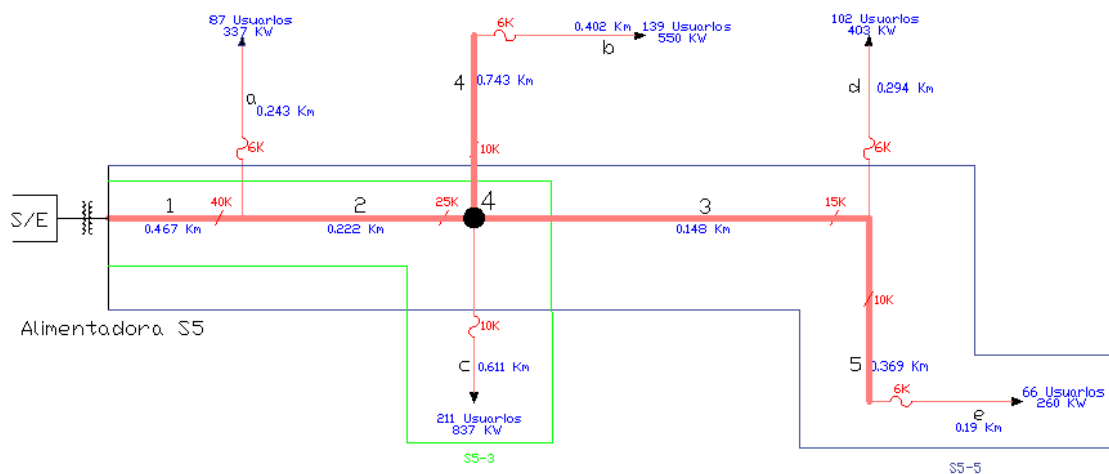 87 Usuarios
337 KW
a
0.243 Km
6K
6K
0.402 Km
b
139 Usuarios
550 KW
4
0.743 Km
10K
102 Usuarios
403 KW
d
0.294 Km
6K
S/E
1
40K
0.467 Km
2
25K
0.222 Km
4
3
15K
0.148 Km
Alimentadora S5
10K
c
0.611 Km
211 Usuarios
837 KW
S5-3
10K
5
0.369 Km
6K
e
0.19 Km
66 Usuarios
260 KW
S5-5